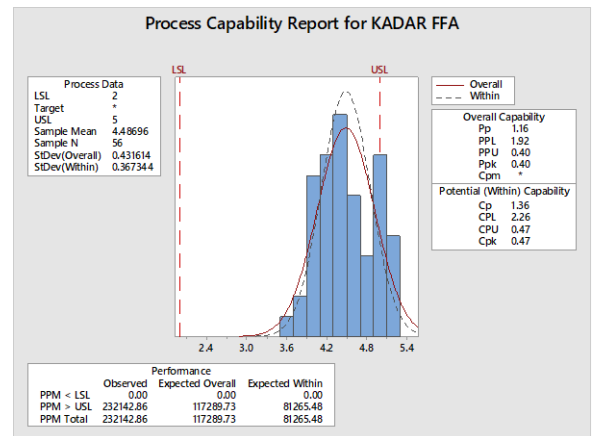 Process Capability Report for KADAR FFA
LSL USL
Process Data
LSL 2
Target *
USL 5
Sample Mean 4.48696
Sample N 56
StDev(Overall) 0.431614
StDev(Within) 0.367344
Overall
Within
Overall Capability
Pp 1.16
PPL 1.92
PPU 0.40
Ppk 0.40
Cpm *
Potential (Within) Capability
Cp 1.36
CPL 2.26
CPU 0.47
Cpk 0.47
2.4 3.0 3.6 4.2 4.8 5.4
Performance
Observed Expected Overall Expected Within
PPM < LSL 0.00 0.00 0.00
PPM > USL 232142.86 117289.73 81265.48
PPM Total 232142.86 117289.73 81265.48